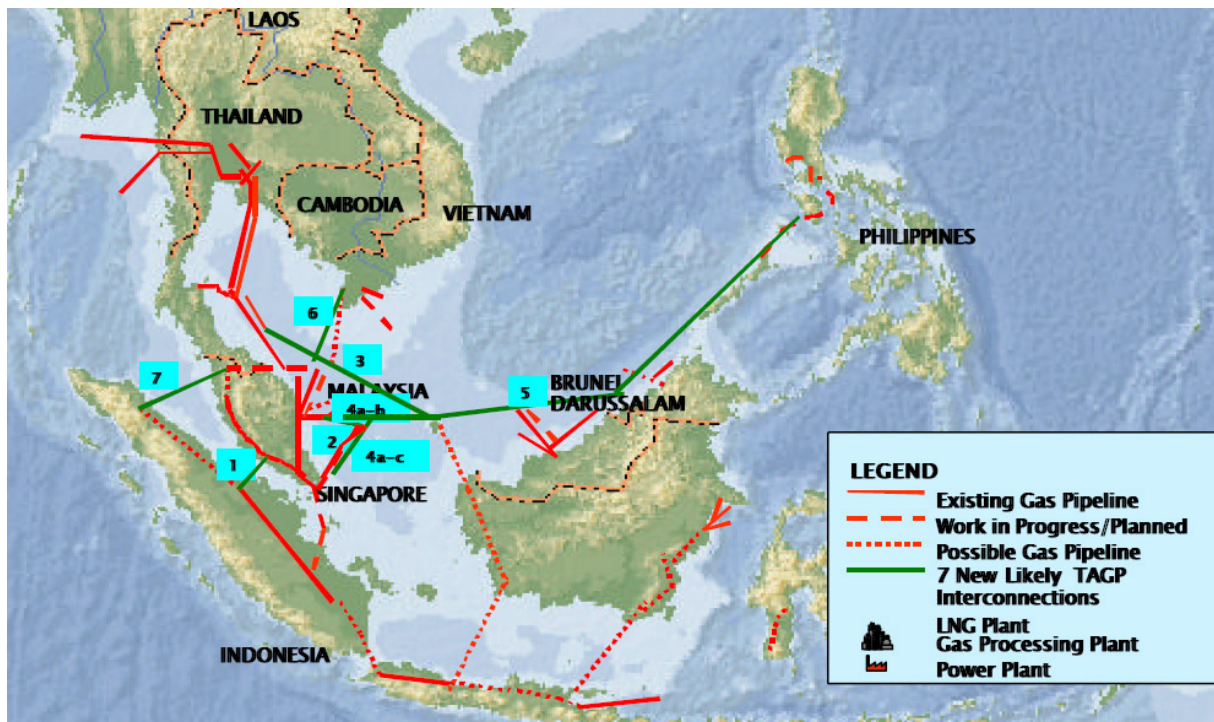 LAOS
THAILAND
CAMBODIA
VIETNAM
PHILIPPINES
6
3
7
MALAYSIA
5
BRUNEI
DARUSSALAM
4a-b
2
4a-c
1
SINGAPORE
INDONESIA
LEGEND
Existing Gas Pipeline
Work in Progress/Planned
Possible Gas Pipeline
7 New Likely TAGP
Interconnections
LNG Plant
Gas Processing Plant
Power Plant